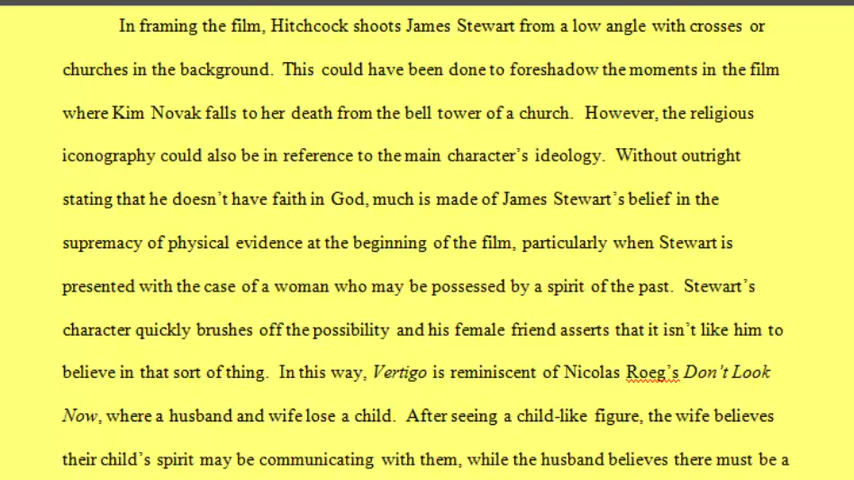 In framing the film, Hitchcock shoots James Stewart from a low angle with crosses or
churches in the background.  This could have been done to foreshadow the moments in the film
where Kim Novak falls to her death from the bell tower of a church.  However, the religious
iconography could also be in reference to the main character’s ideology.  Without outright
stating that he doesn’t have faith in God, much is made of James Stewart’s belief in the
supremacy of physical evidence at the beginning of the film, particularly when Stewart is
presented with the case of a woman who may be possessed by a spirit of the past.  Stewart’s
character quickly brushes off the possibility and his female friend asserts that it isn’t like him to
believe in that sort of thing.  In this way, Vertigo is reminiscent of Nicolas Roeg’s Don’t Look
Now, where a husband and wife lose a child.  After seeing a child-like figure, the wife believes
their child’s spirit may be communicating with them, while the husband believes there must be a